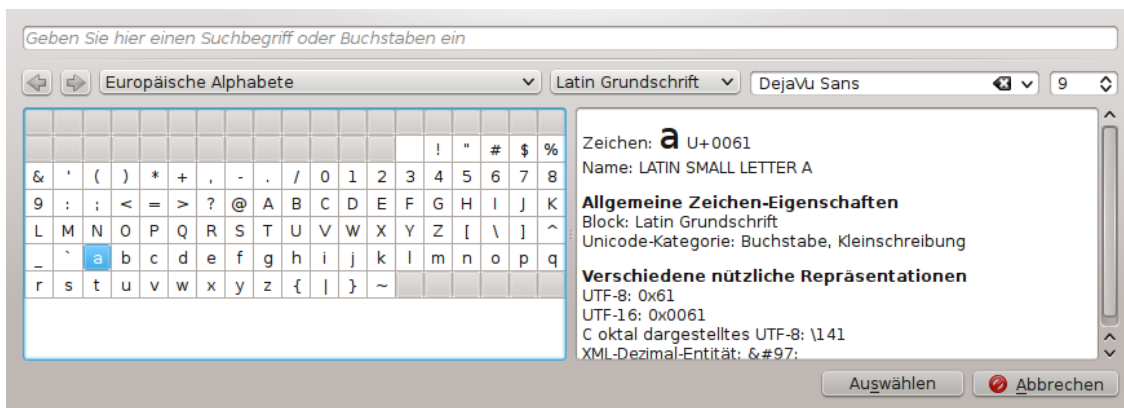 Geben Sie hier einen Suchbegriff oder Buchstaben ein
Europäische Alphabete Latin Grundschrift DejaVu Sans 9
! " # $ %
& ' ( ) * + , - . / 0 1 2 3 4 5 6 7 8
9 : ; < = > ? @ A B C D E F G H I J K
L M N O P Q R S T U V W X Y Z [ \ ] ^
_ ` a b c d e f g h i j k l m n o p q
r s t u v w x y z { | } ~
Zeichen: a U+0061
Name: LATIN SMALL LETTER A
Allgemeine Zeichen-Eigenschaften
Block: Latin Grundschrift
Unicode-Kategorie: Buchstabe, Kleinschreibung
Verschiedene nützliche Repräsentationen
UTF-8: 0x61
UTF-16: 0x0061
C oktal dargestelltes UTF-8: \141
XML-Dezimal-Entität: &#97;
Auswählen Abbrechen